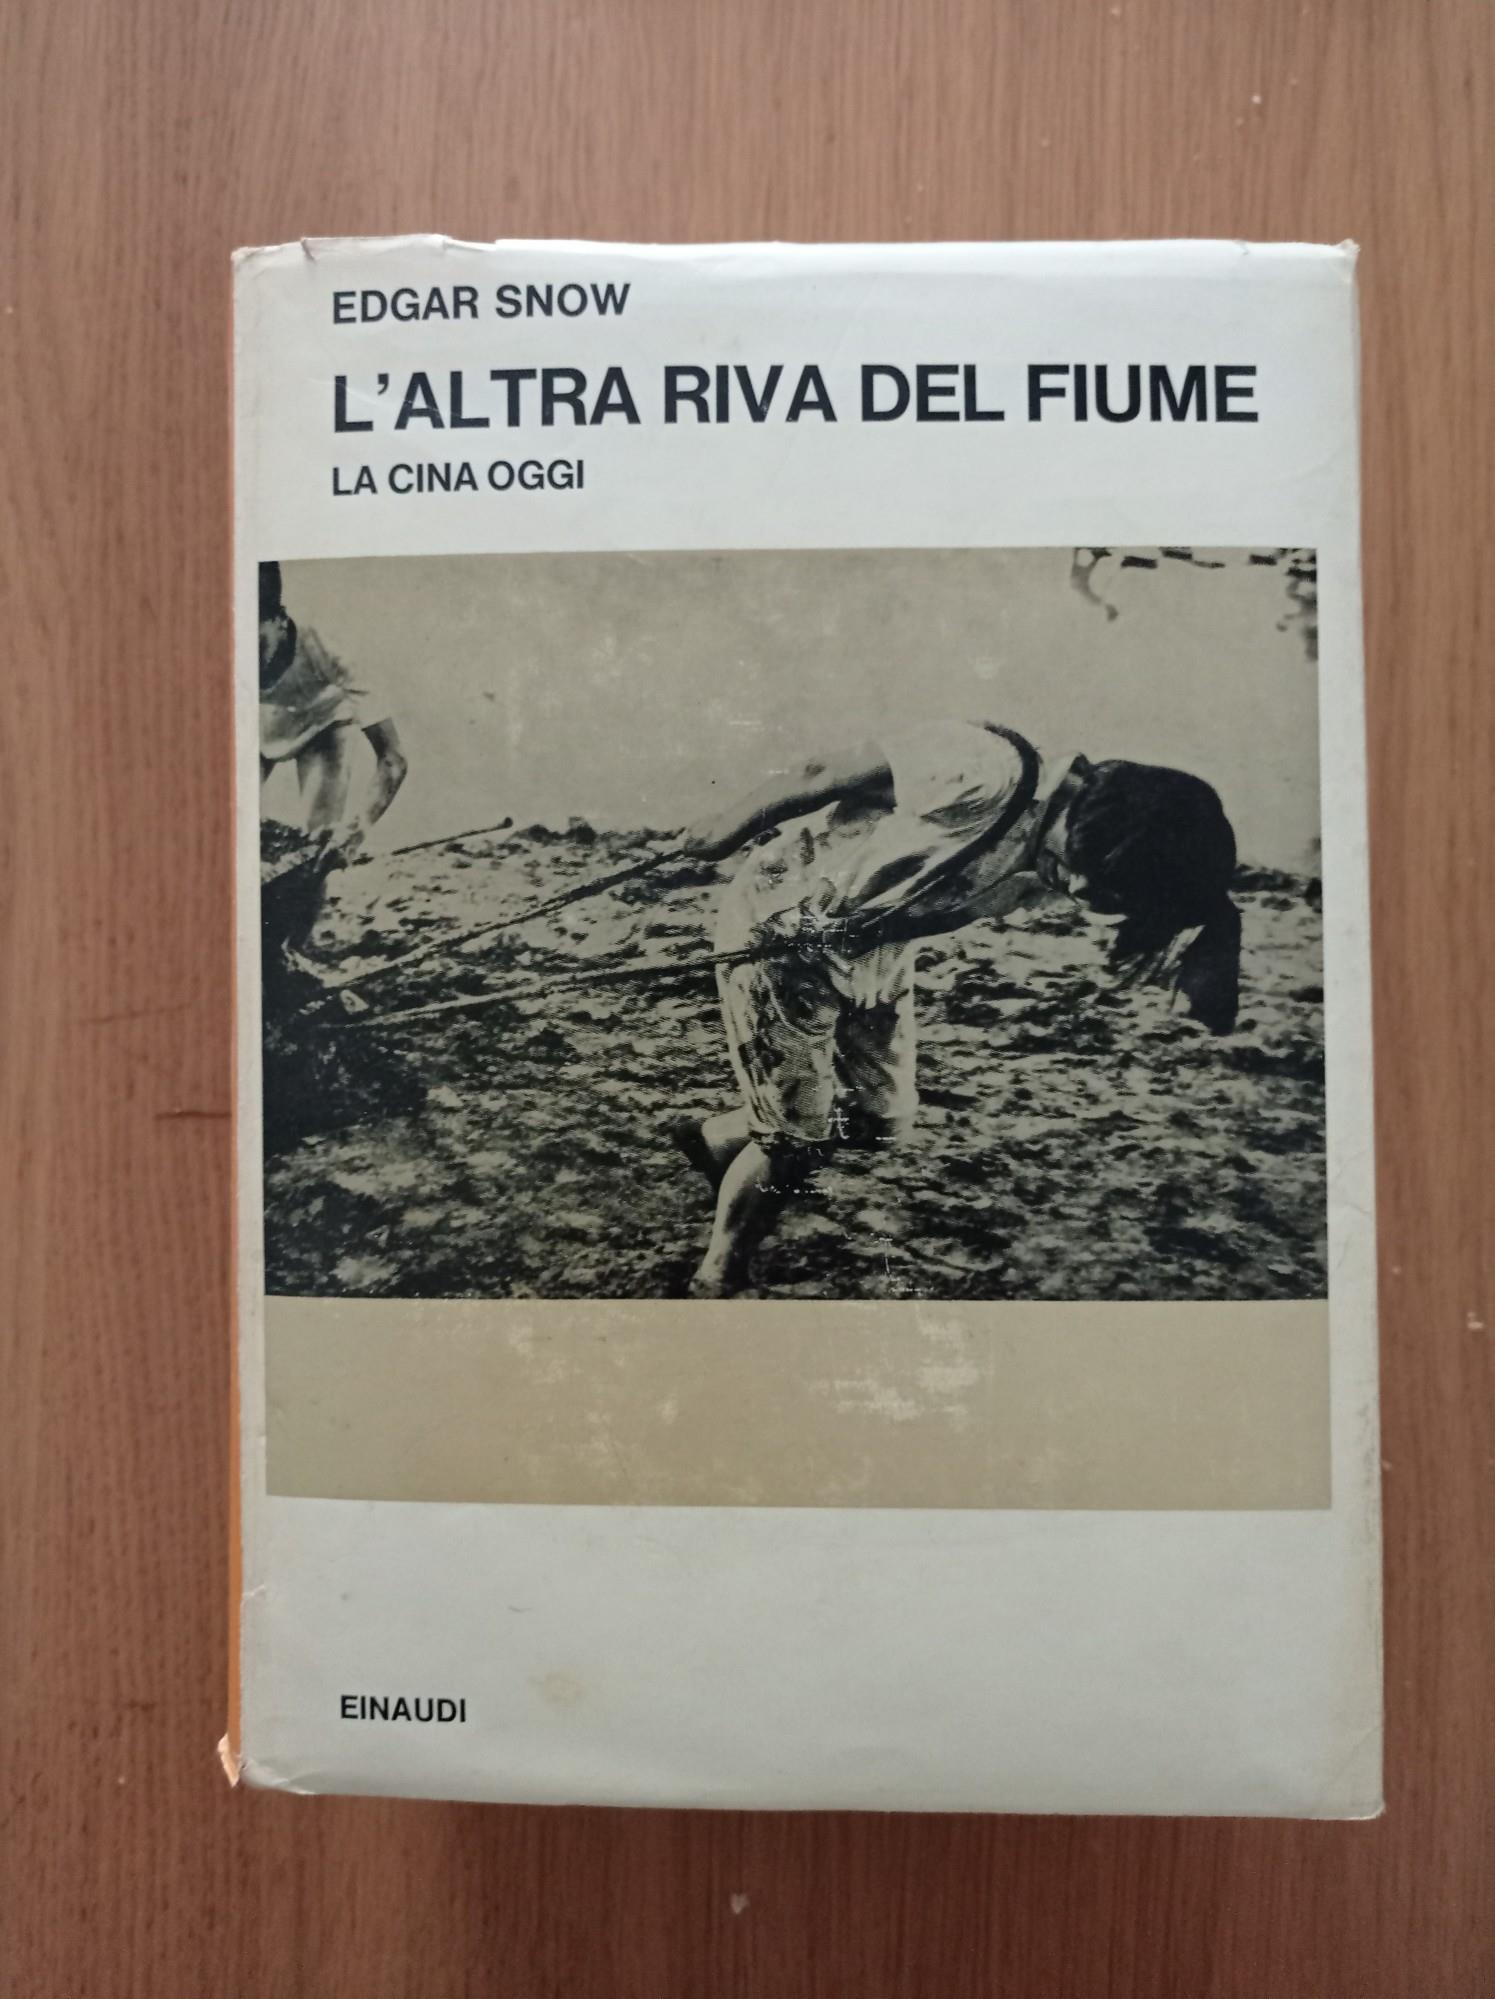 EDGAR SNOW
L'ALTRA RIVA DEL FIUME
LA CINA OGGI
EINAUDI